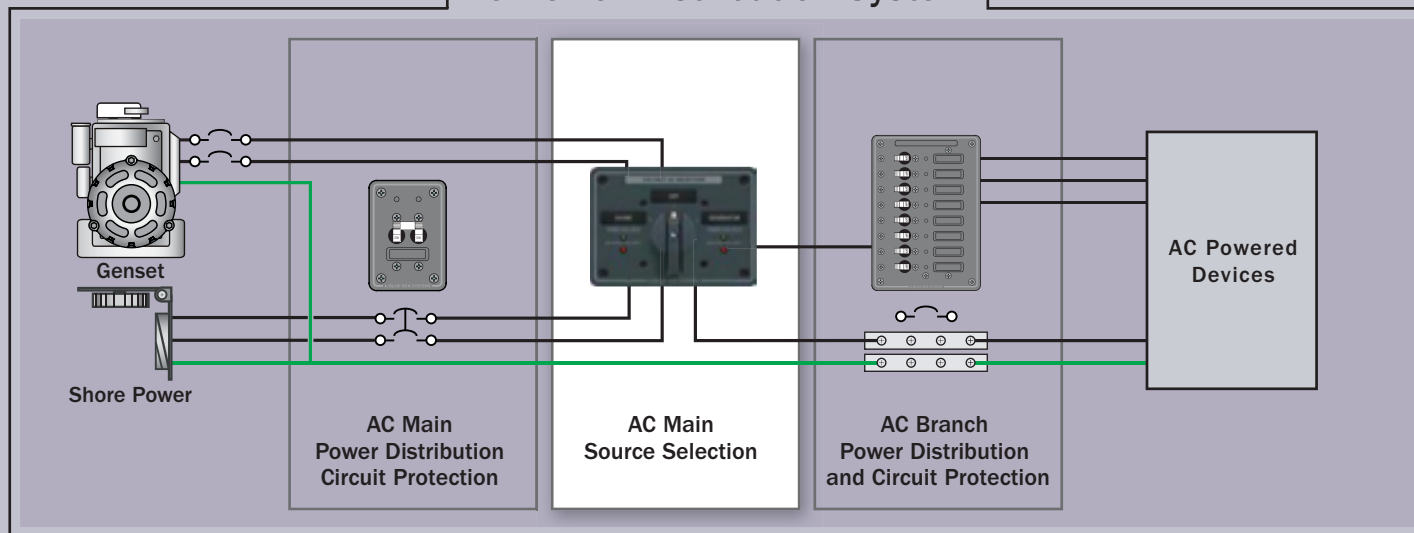 Genset
Shore Power
AC Main
Power Distribution
Circuit Protection
AC Main
Source Selection
AC Branch
Power Distribution
and Circuit Protection
AC Powered
Devices